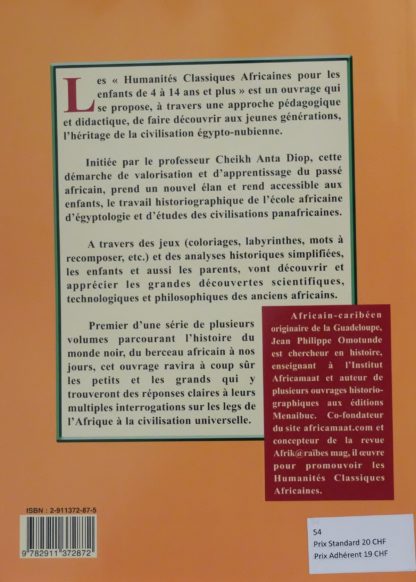 Les « Humanités Classiques Africaines pour les
enfants de 4 à 14 ans et plus » est un ouvrage qui
se propose, à travers une approche pédagogique
et didactique, de faire découvrir aux jeunes générations,
l'héritage de la civilisation égypto-nubienne.
Initiée par le professeur Cheikh Anta Diop, cette
démarche de valorisation et d'apprentissage du passé
africain, prend un nouvel élan et rend accessible aux
enfants, le travail historiographique de l'école africaine
d'égyptologie et d'études des civilisations panafricaines.
A travers des jeux (coloriages, labyrinthes, mots à
recomposer, etc.) et des analyses historiques simplifiées,
les enfants et aussi les parents, vont découvrir et
apprécier les grandes découvertes scientifiques,
technologiques et philosophiques des anciens africains.
Premier d'une série de plusieurs
volumes parcourant l'histoire du
monde noir, du berceau africain à nos
jours, cet ouvrage ravira à coup sûr
les petits et les grands qui y
trouveront des réponses claires à leurs
multiples interrogations sur les legs de
l'Afrique à la civilisation universelle.
Africain-caribéen
originaire de la Guadeloupe,
Jean Philippe Omotunde
est chercheur en histoire,
enseignant à l'Institut
Africamaat et auteur de
plusieurs ouvrages historio-
graphiques aux éditions
Menaibuc. Co-fondateur
du site africamaat.com et
concepteur de la revue
Afrik@raïbes mag, il œuvre
pour promouvoir les
Humanités Classiques
Africaines.
ISBN : 2-911372-87-5
9782911372872
S4
Prix Standard 20 CHF
Prix Adhérent 19 CHF